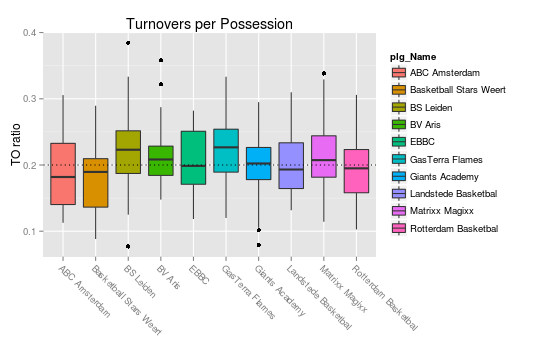 Turnovers per Possession
TO ratio
0.4
0.3
0.2
0.1
ABC Amsterdam
Basketball Stars Weert
BS Leiden
BV Aris
EBBC
GasTerra Flames
Giants Academy
Landstede Basketbal
Matrixx Magixx
Rotterdam Basketbal
plg_Name
ABC Amsterdam
Basketball Stars Weert
BS Leiden
BV Aris
EBBC
GasTerra Flames
Giants Academy
Landstede Basketbal
Matrixx Magixx
Rotterdam Basketbal